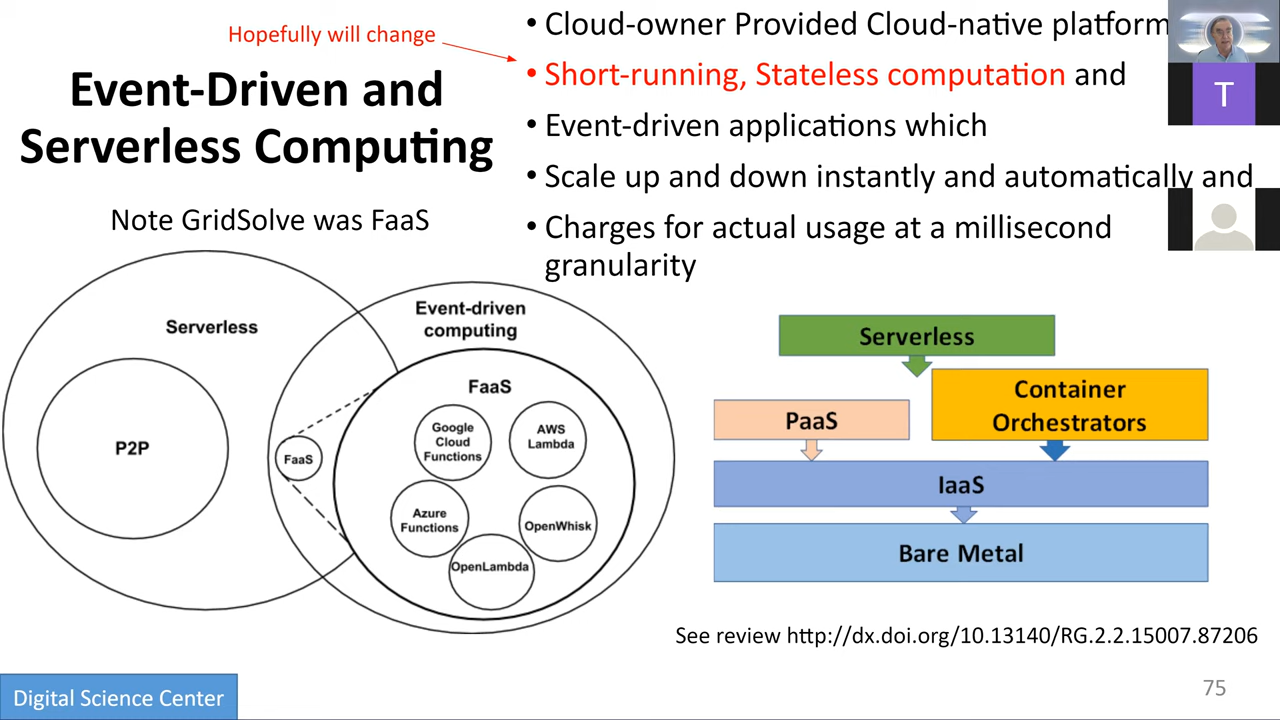 Hopefully will change
Event-Driven and
Serverless Computing
Note GridSolve was FaaS
• Cloud-owner Provided Cloud-native platform
• Short-running, Stateless computation and
• Event-driven applications which
• Scale up and down instantly and automatically and
• Charges for actual usage at a millisecond
granularity
T
Serverless
P2P
FaaS
Event-driven
computing
FaaS
Google
Cloud
Functions
AWS
Lambda
Azure
Functions
OpenWhisk
OpenLambda
Serverless
Container
Orchestrators
PaaS
IaaS
Bare Metal
See review http://dx.doi.org/10.13140/RG.2.2.15007.87206
Digital Science Center
75